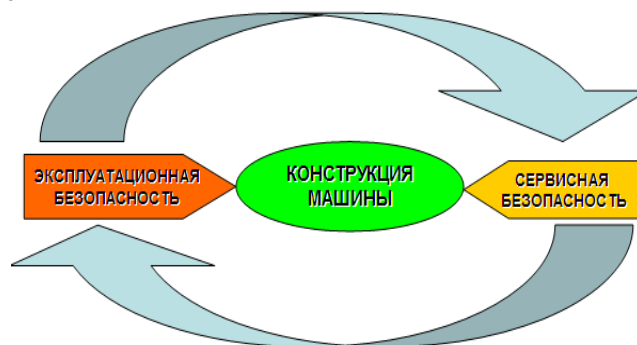 ЭКСПЛУАТАЦИОННАЯ
БЕЗОПАСНОСТЬ
КОНСТРУКЦИЯ
МАШИНЫ
СЕРВИСНАЯ
БЕЗОПАСНОСТЬ